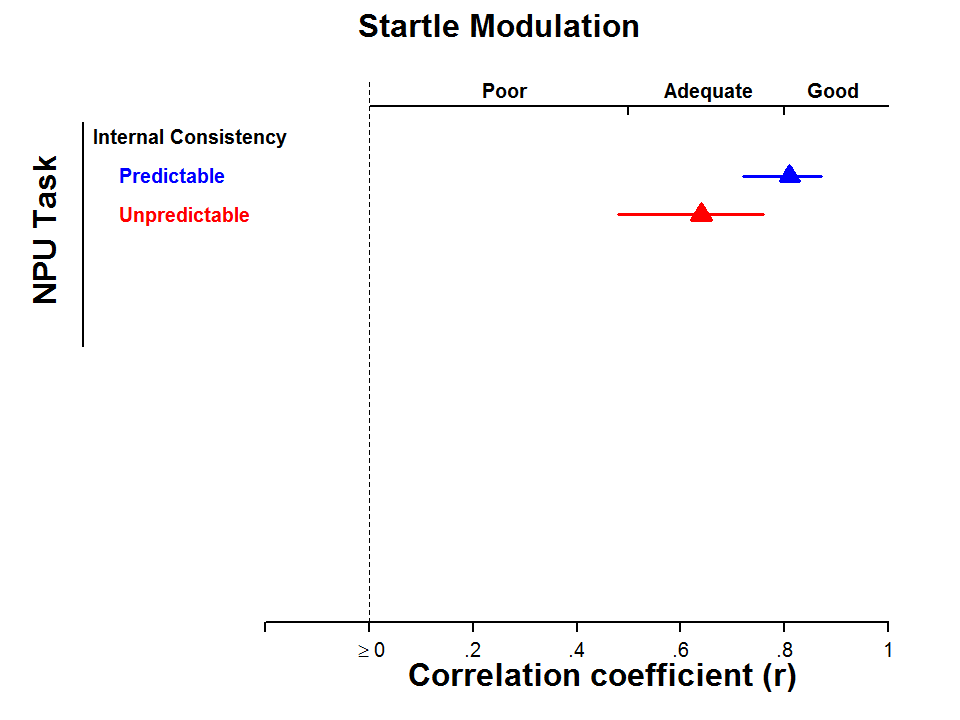 Startle Modulation
Poor Adequate Good
NPU Task
Internal Consistency
Predictable
Unpredictable
≥ 0 .2 .4 .6 .8 1
Correlation coefficient (r)